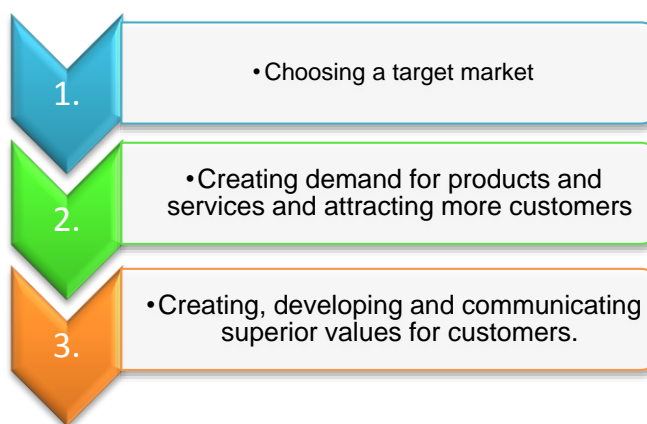 1.
•Choosing a target market
2.
•Creating demand for products and
services and attracting more customers
3.
•Creating, developing and communicating
superior values for customers.